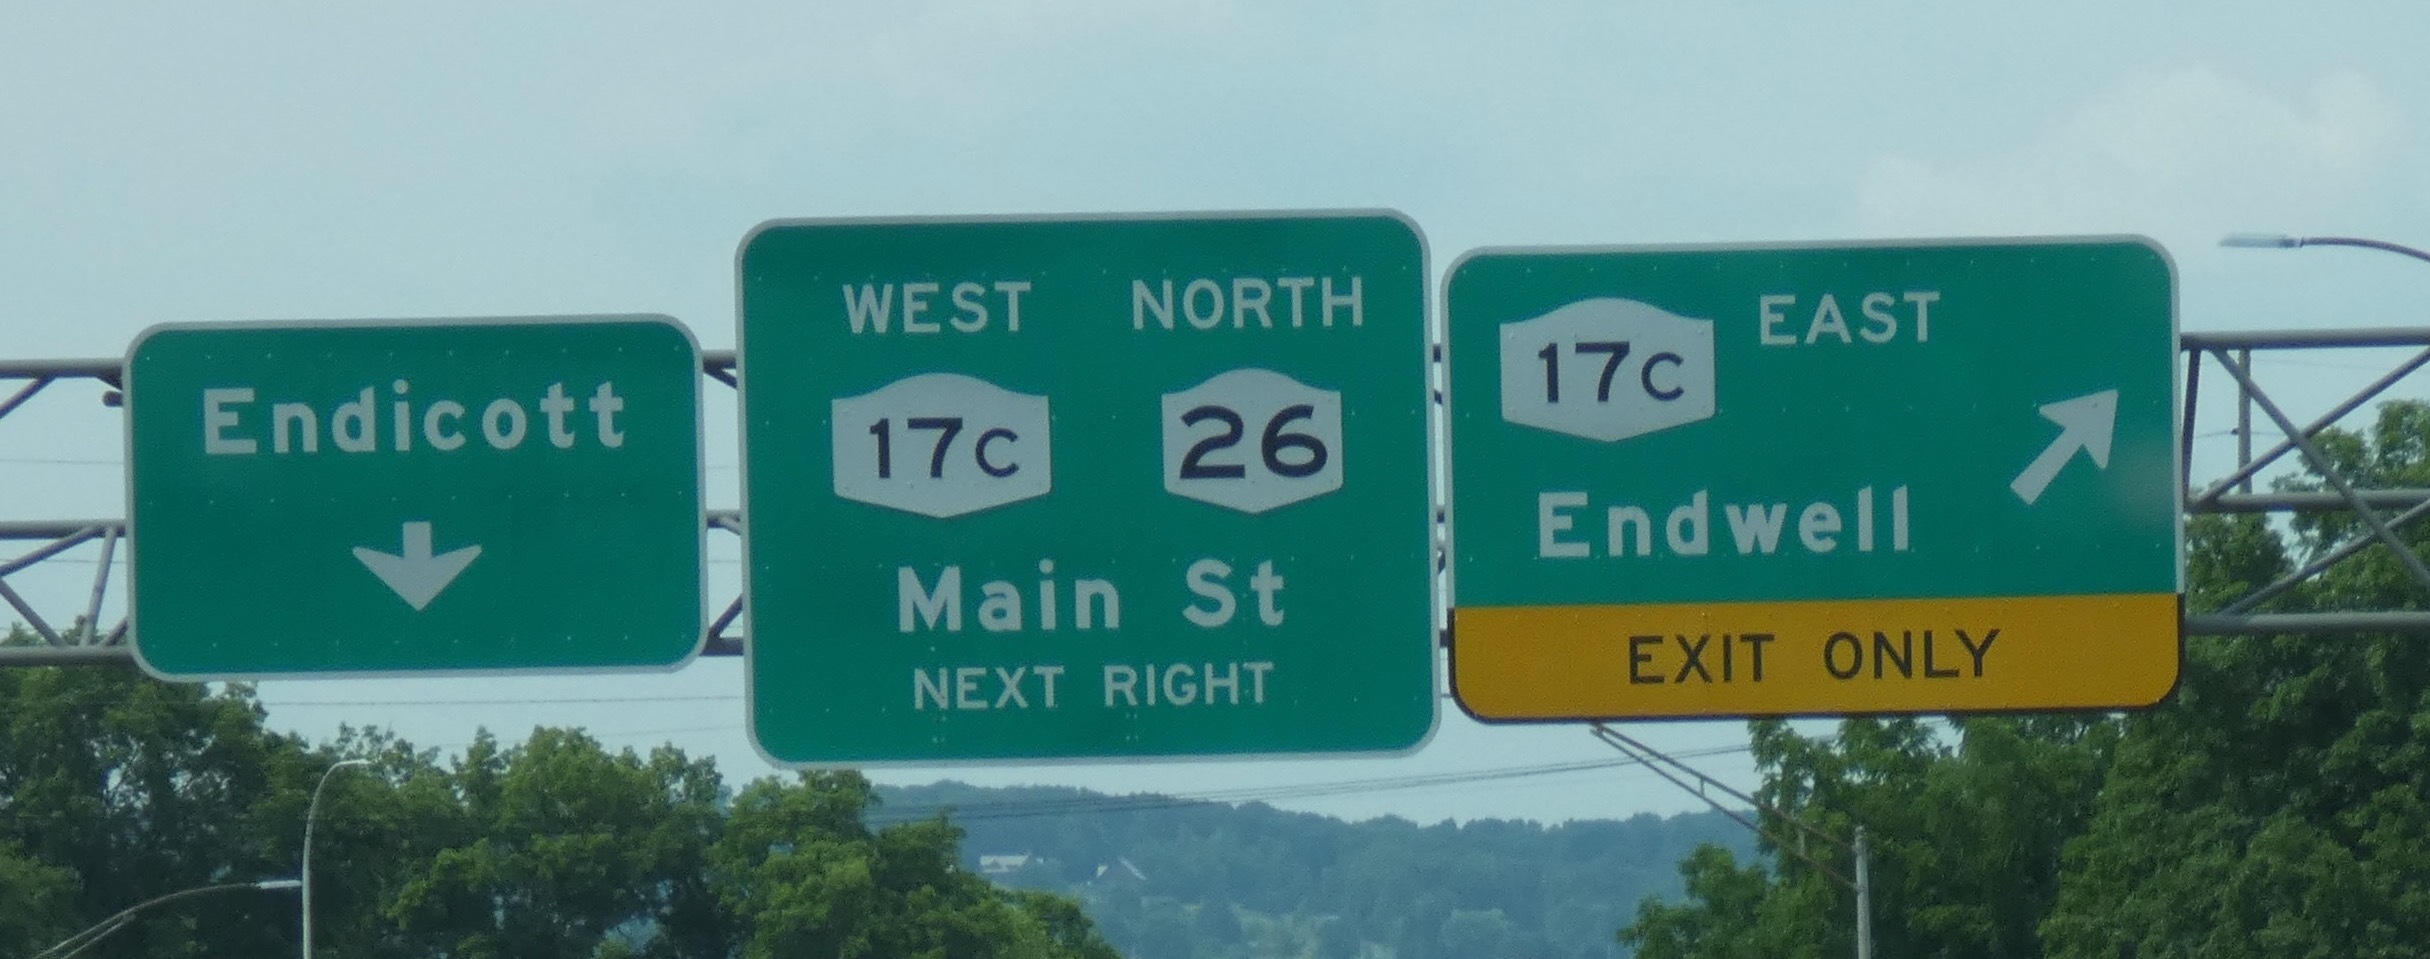 Endicott
WEST NORTH
17C 26
Main St
NEXT RIGHT
17C EAST
Endwell
EXIT ONLY